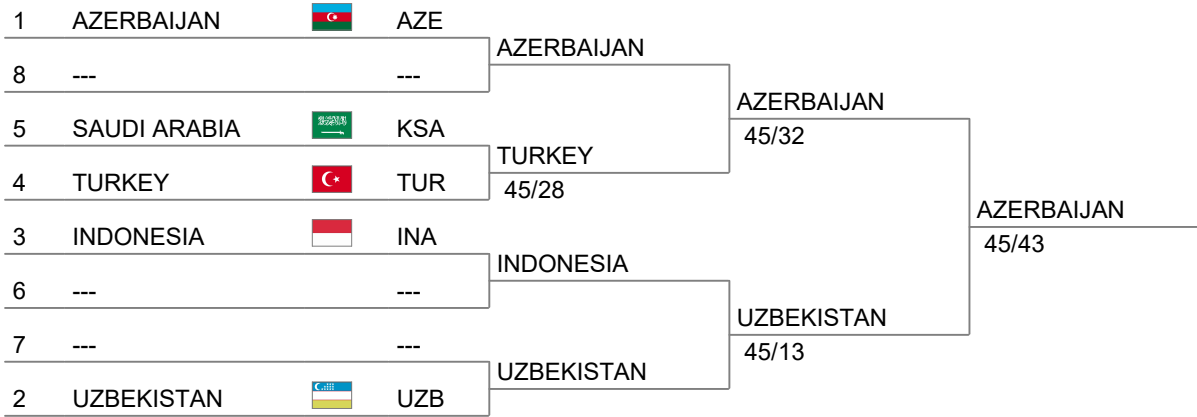 1 AZERBAIJAN AZE
AZERBAIJAN
8 --- ---
AZERBAIJAN
45/32
5 SAUDI ARABIA KSA
TURKEY
45/28
4 TURKEY TUR
AZERBAIJAN
45/43
3 INDONESIA INA
INDONESIA
6 --- ---
UZBEKISTAN
45/13
7 --- ---
UZBEKISTAN
2 UZBEKISTAN UZB